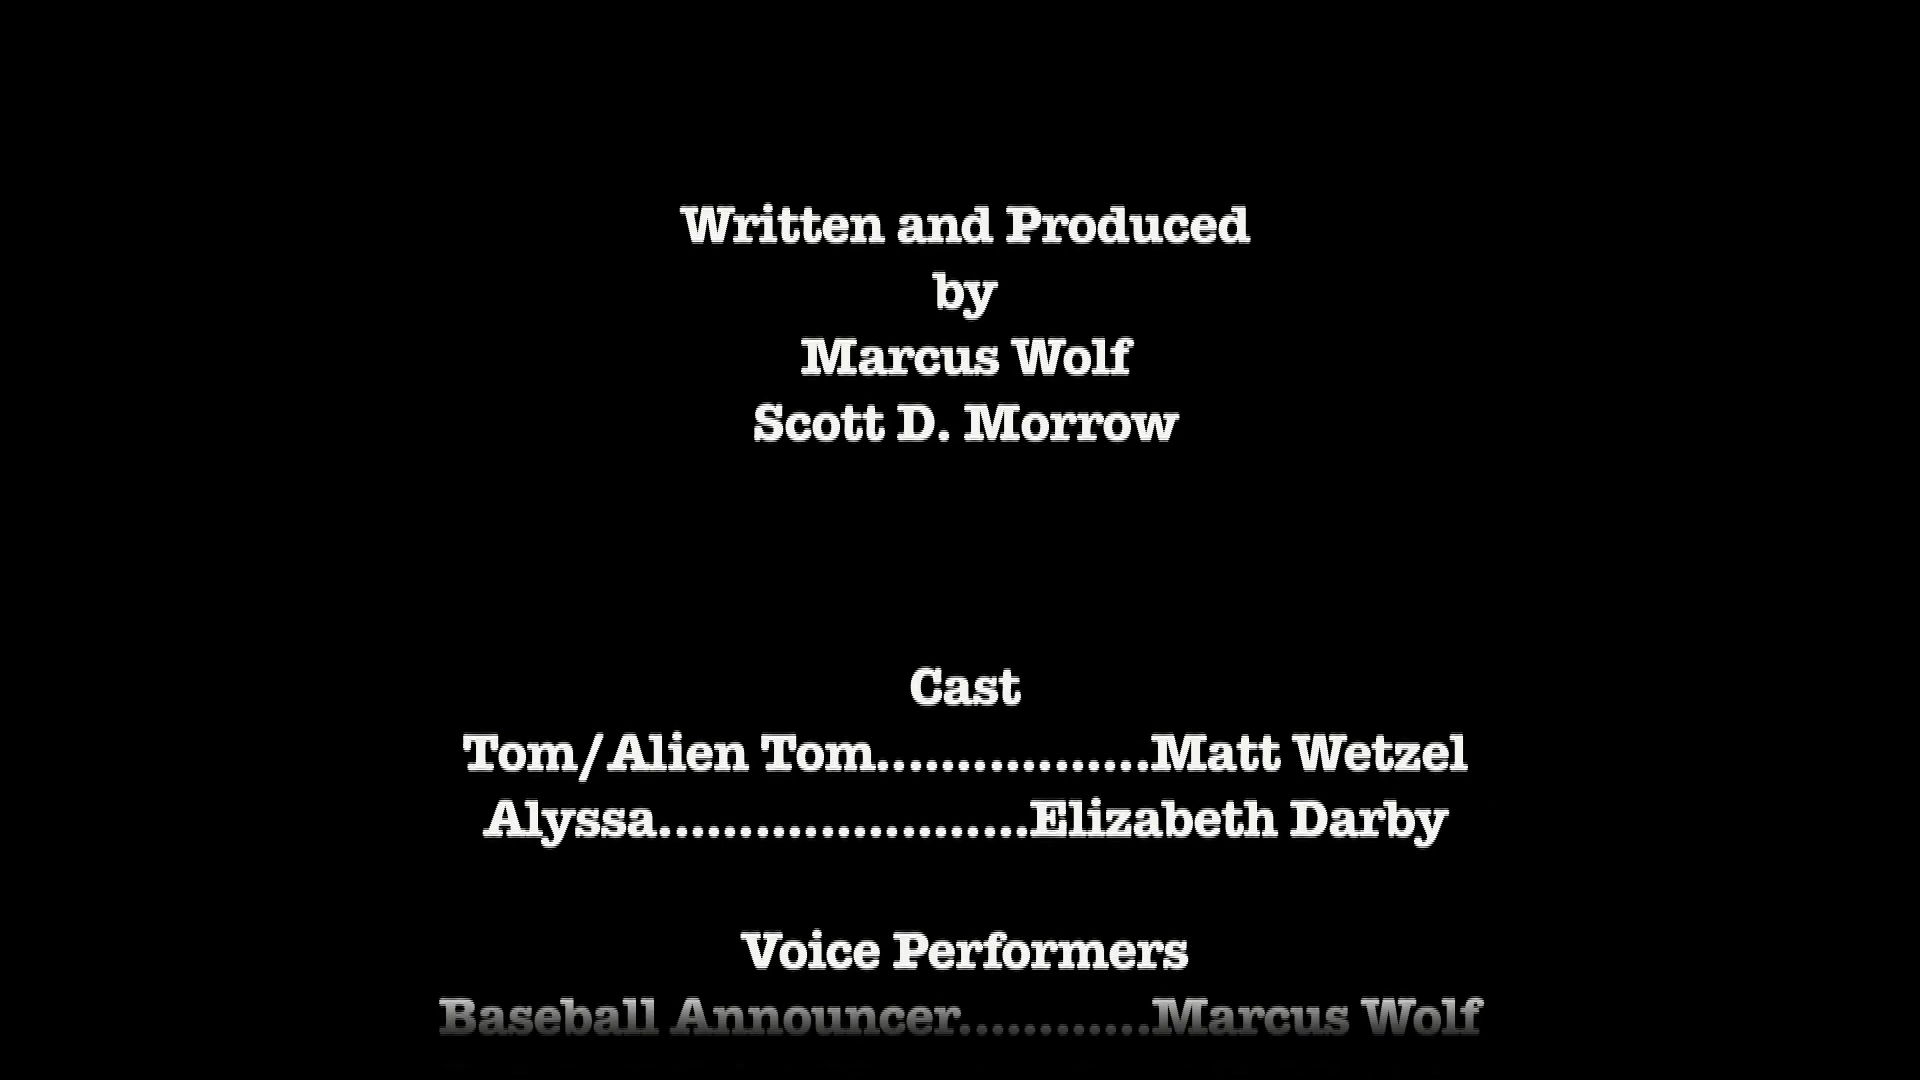 Written and Produced
by
Marcus Wolf
Scott D. Morrow
Cast
Tom/Alien Tom.................Matt Wetzel
Alyssa.......................Elizabeth Darby
Voice Performers
Baseball Announcer............Marcus Wolf